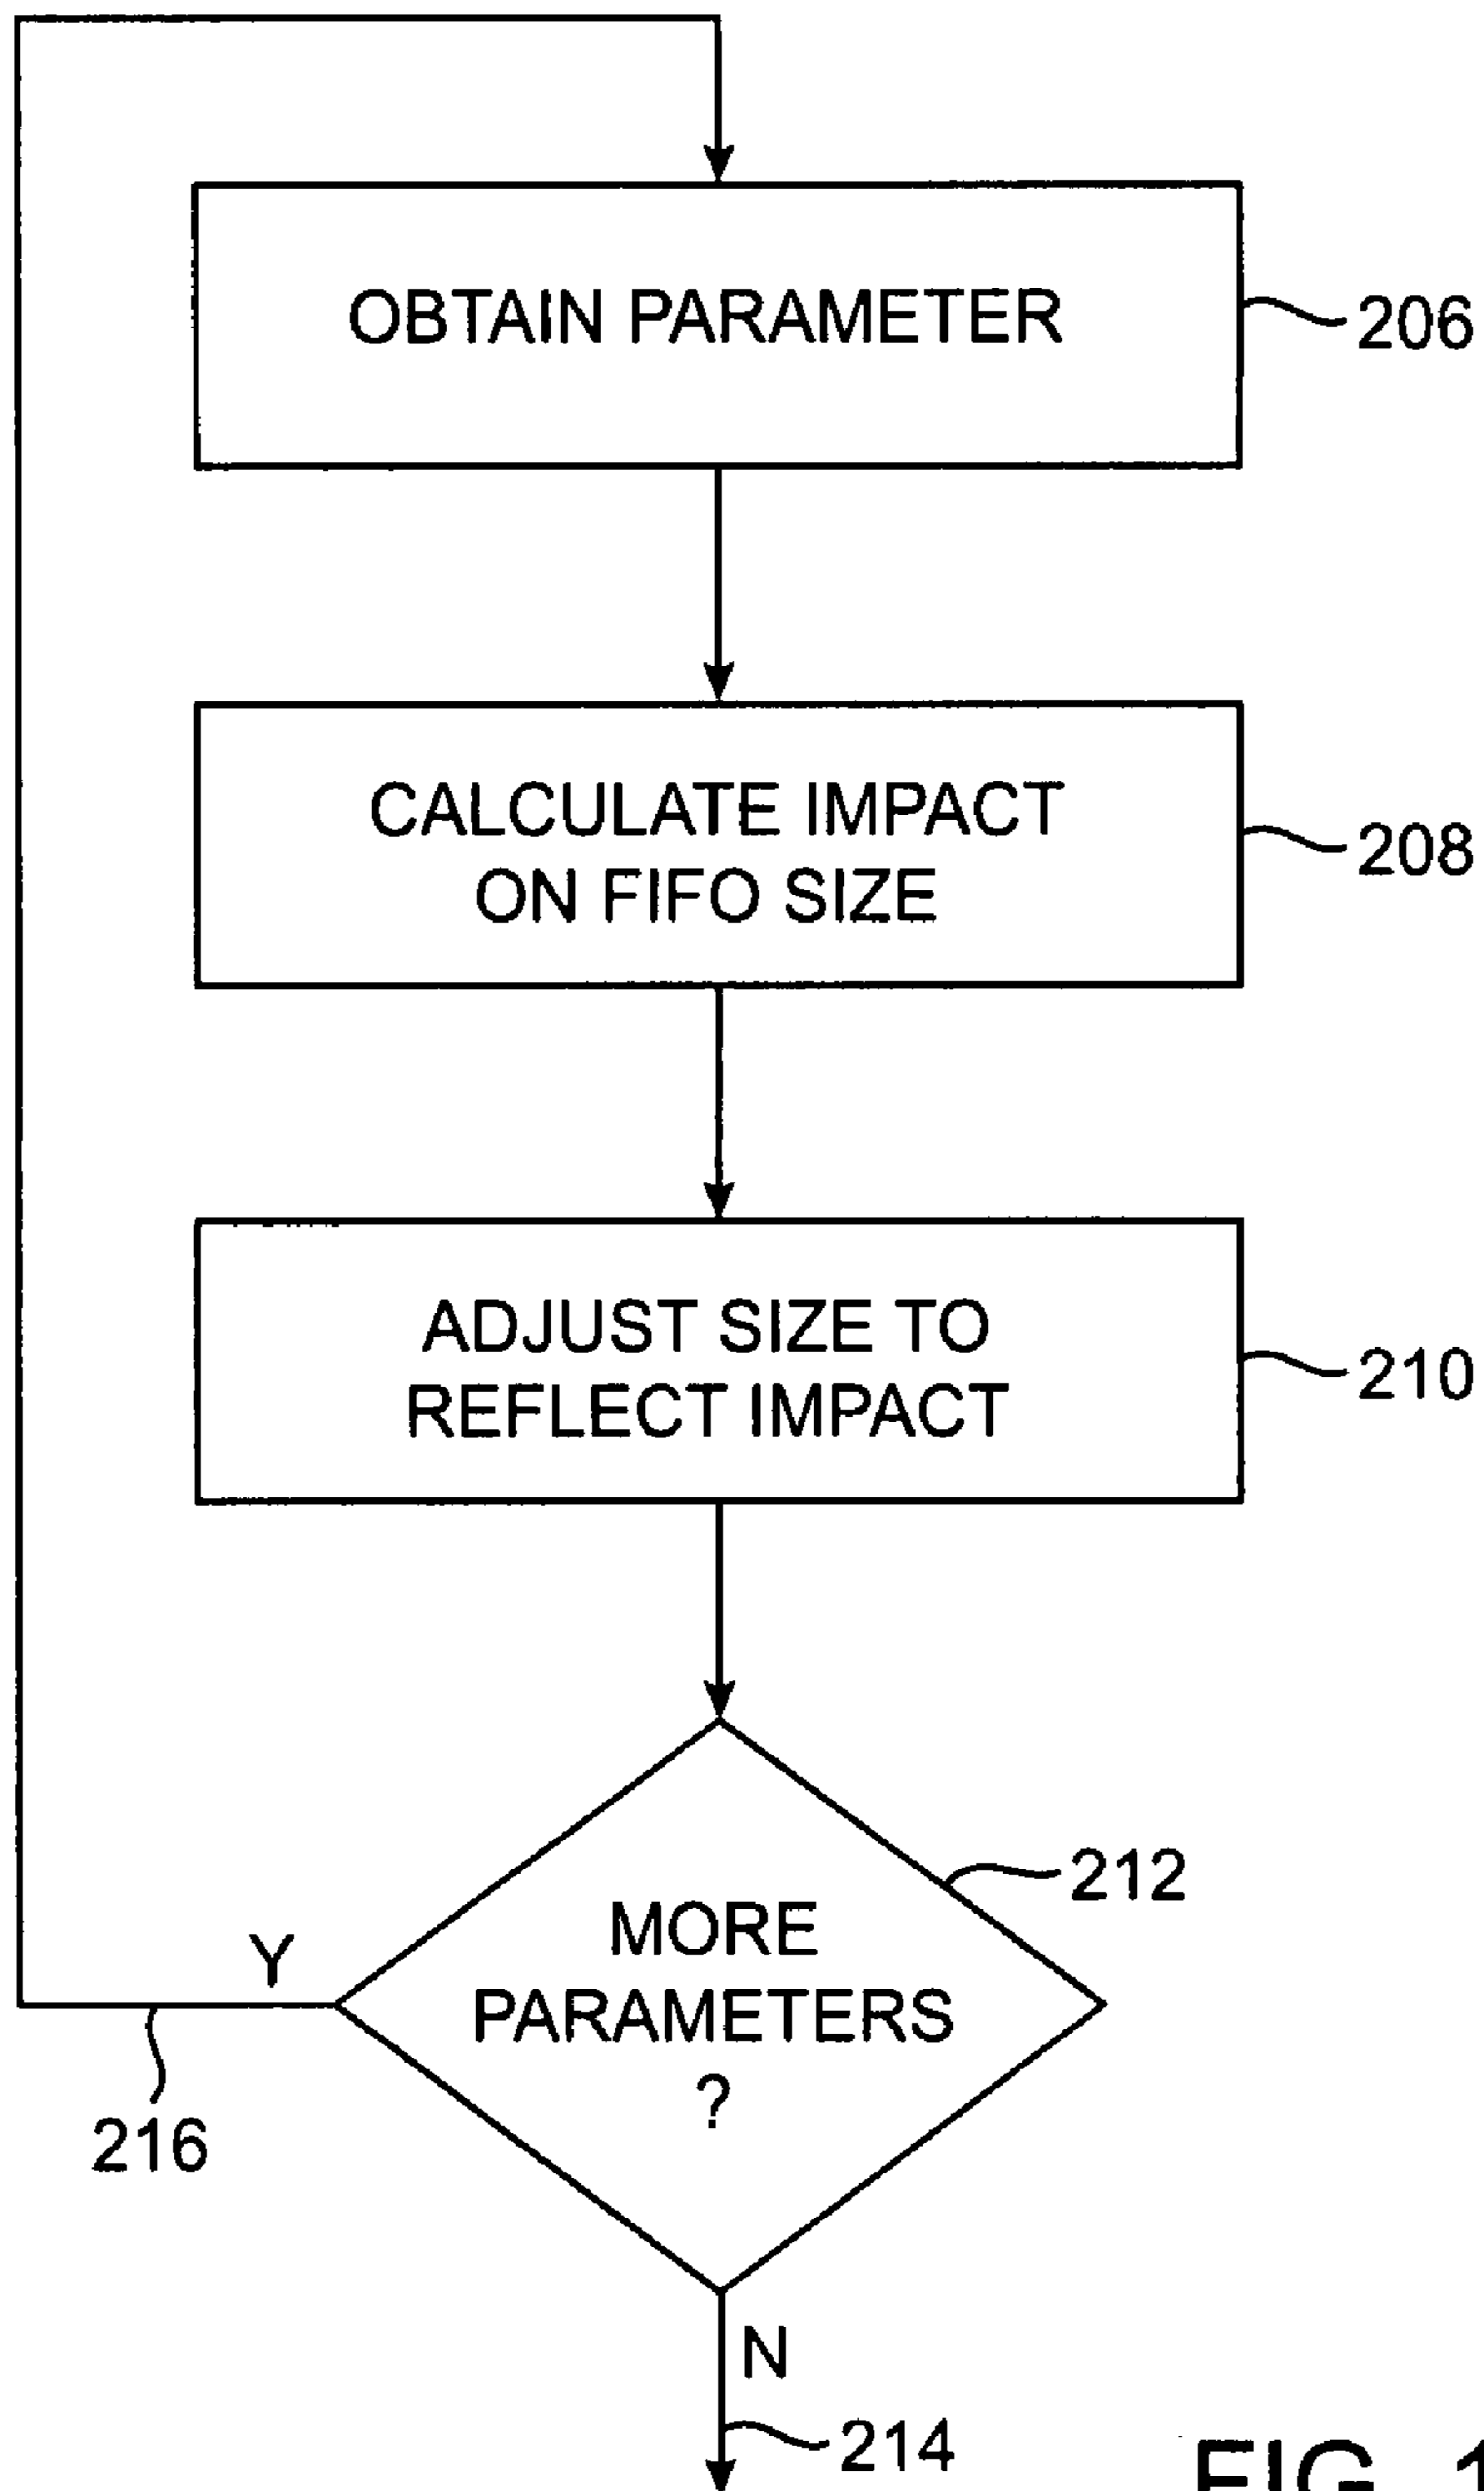 OBTAIN PARAMETER
206
CALCULATE IMPACT
ON FIFO SIZE
208
ADJUST SIZE TO
REFLECT IMPACT
210
212
MORE
PARAMETERS
?
Y
216
N
214
FIG.